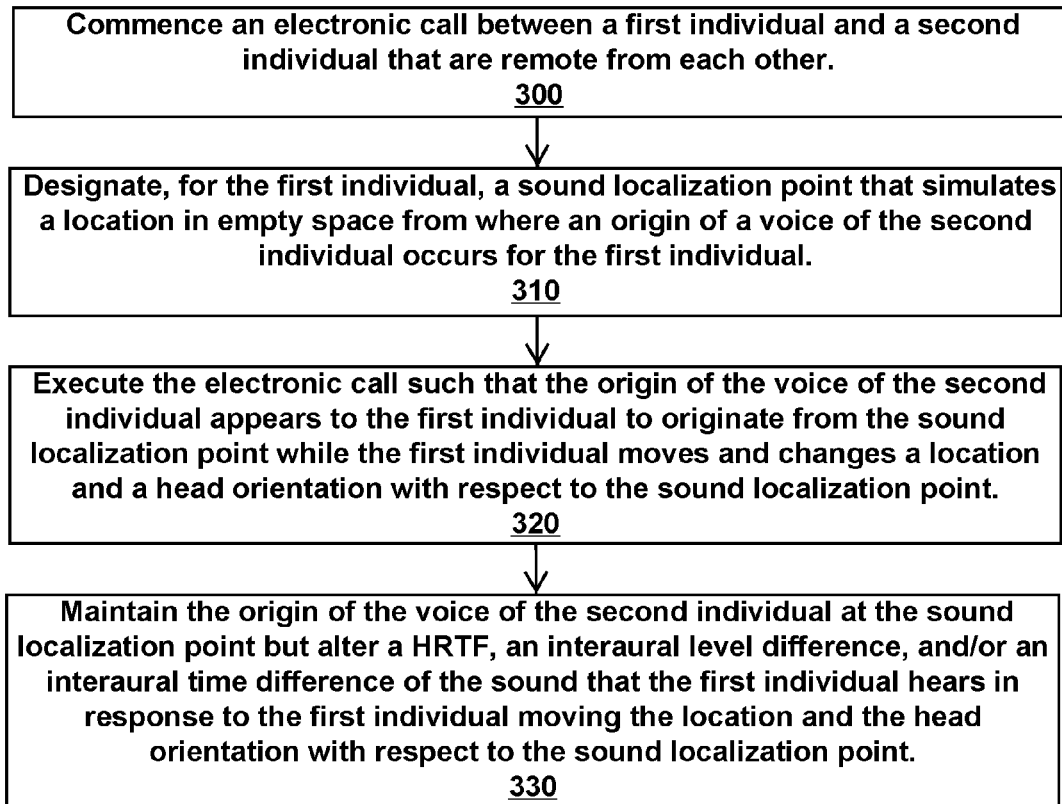 Commence an electronic call between a first individual and a second
individual that are remote from each other.
300
Designate, for the first individual, a sound localization point that simulates
a location in empty space from where an origin of a voice of the second
individual occurs for the first individual.
310
Execute the electronic call such that the origin of the voice of the second
individual appears to the first individual to originate from the sound
localization point while the first individual moves and changes a location
and a head orientation with respect to the sound localization point.
320
Maintain the origin of the voice of the second individual at the sound
localization point but alter a HRTF, an interaural level difference, and/or an
interaural time difference of the sound that the first individual hears in
response to the first individual moving the location and the head
orientation with respect to the sound localization point.
330